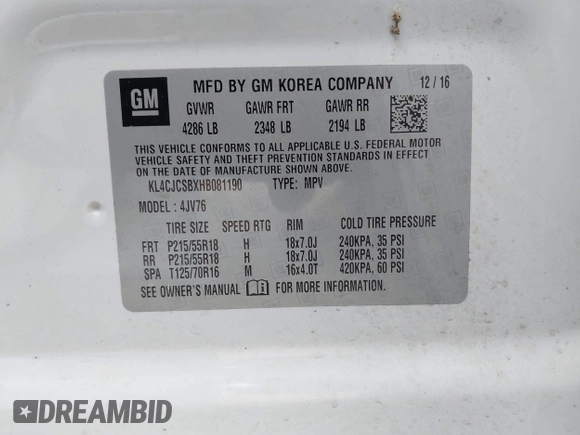 GM
MFD BY GM KOREA COMPANY
12 / 16
GVWR GAWR FRT GAWR RR
4286 LB 2348 LB 2194 LB
THIS VEHICLE CONFORMS TO ALL APPLICABLE U.S. FEDERAL MOTOR
VEHICLE SAFETY AND THEFT PREVENTION STANDARDS IN EFFECT
ON THE DATE OF MANUFACTURE SHOWN ABOVE.
KL4CJCSBXHB081190 TYPE: MPV
MODEL : 4JV76
TIRE SIZE SPEED RTG RIM COLD TIRE PRESSURE
FRT P215/55R18 H 18x7.0J 240KPA, 35 PSI
RR P215/55R18 H 18x7.0J 240KPA, 35 PSI
SPA T125/70R16 M 16x4.0T 420KPA, 60 PSI
SEE OWNER'S MANUAL FOR MORE INFORMATION.
DREAMBID